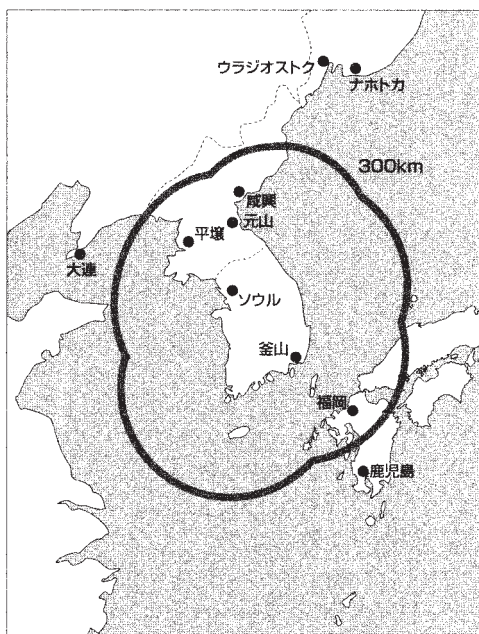 ウラジオストク
ナホトカ
300km
咸興
元山
平壌
大連
ソウル
釜山
福岡
鹿児島